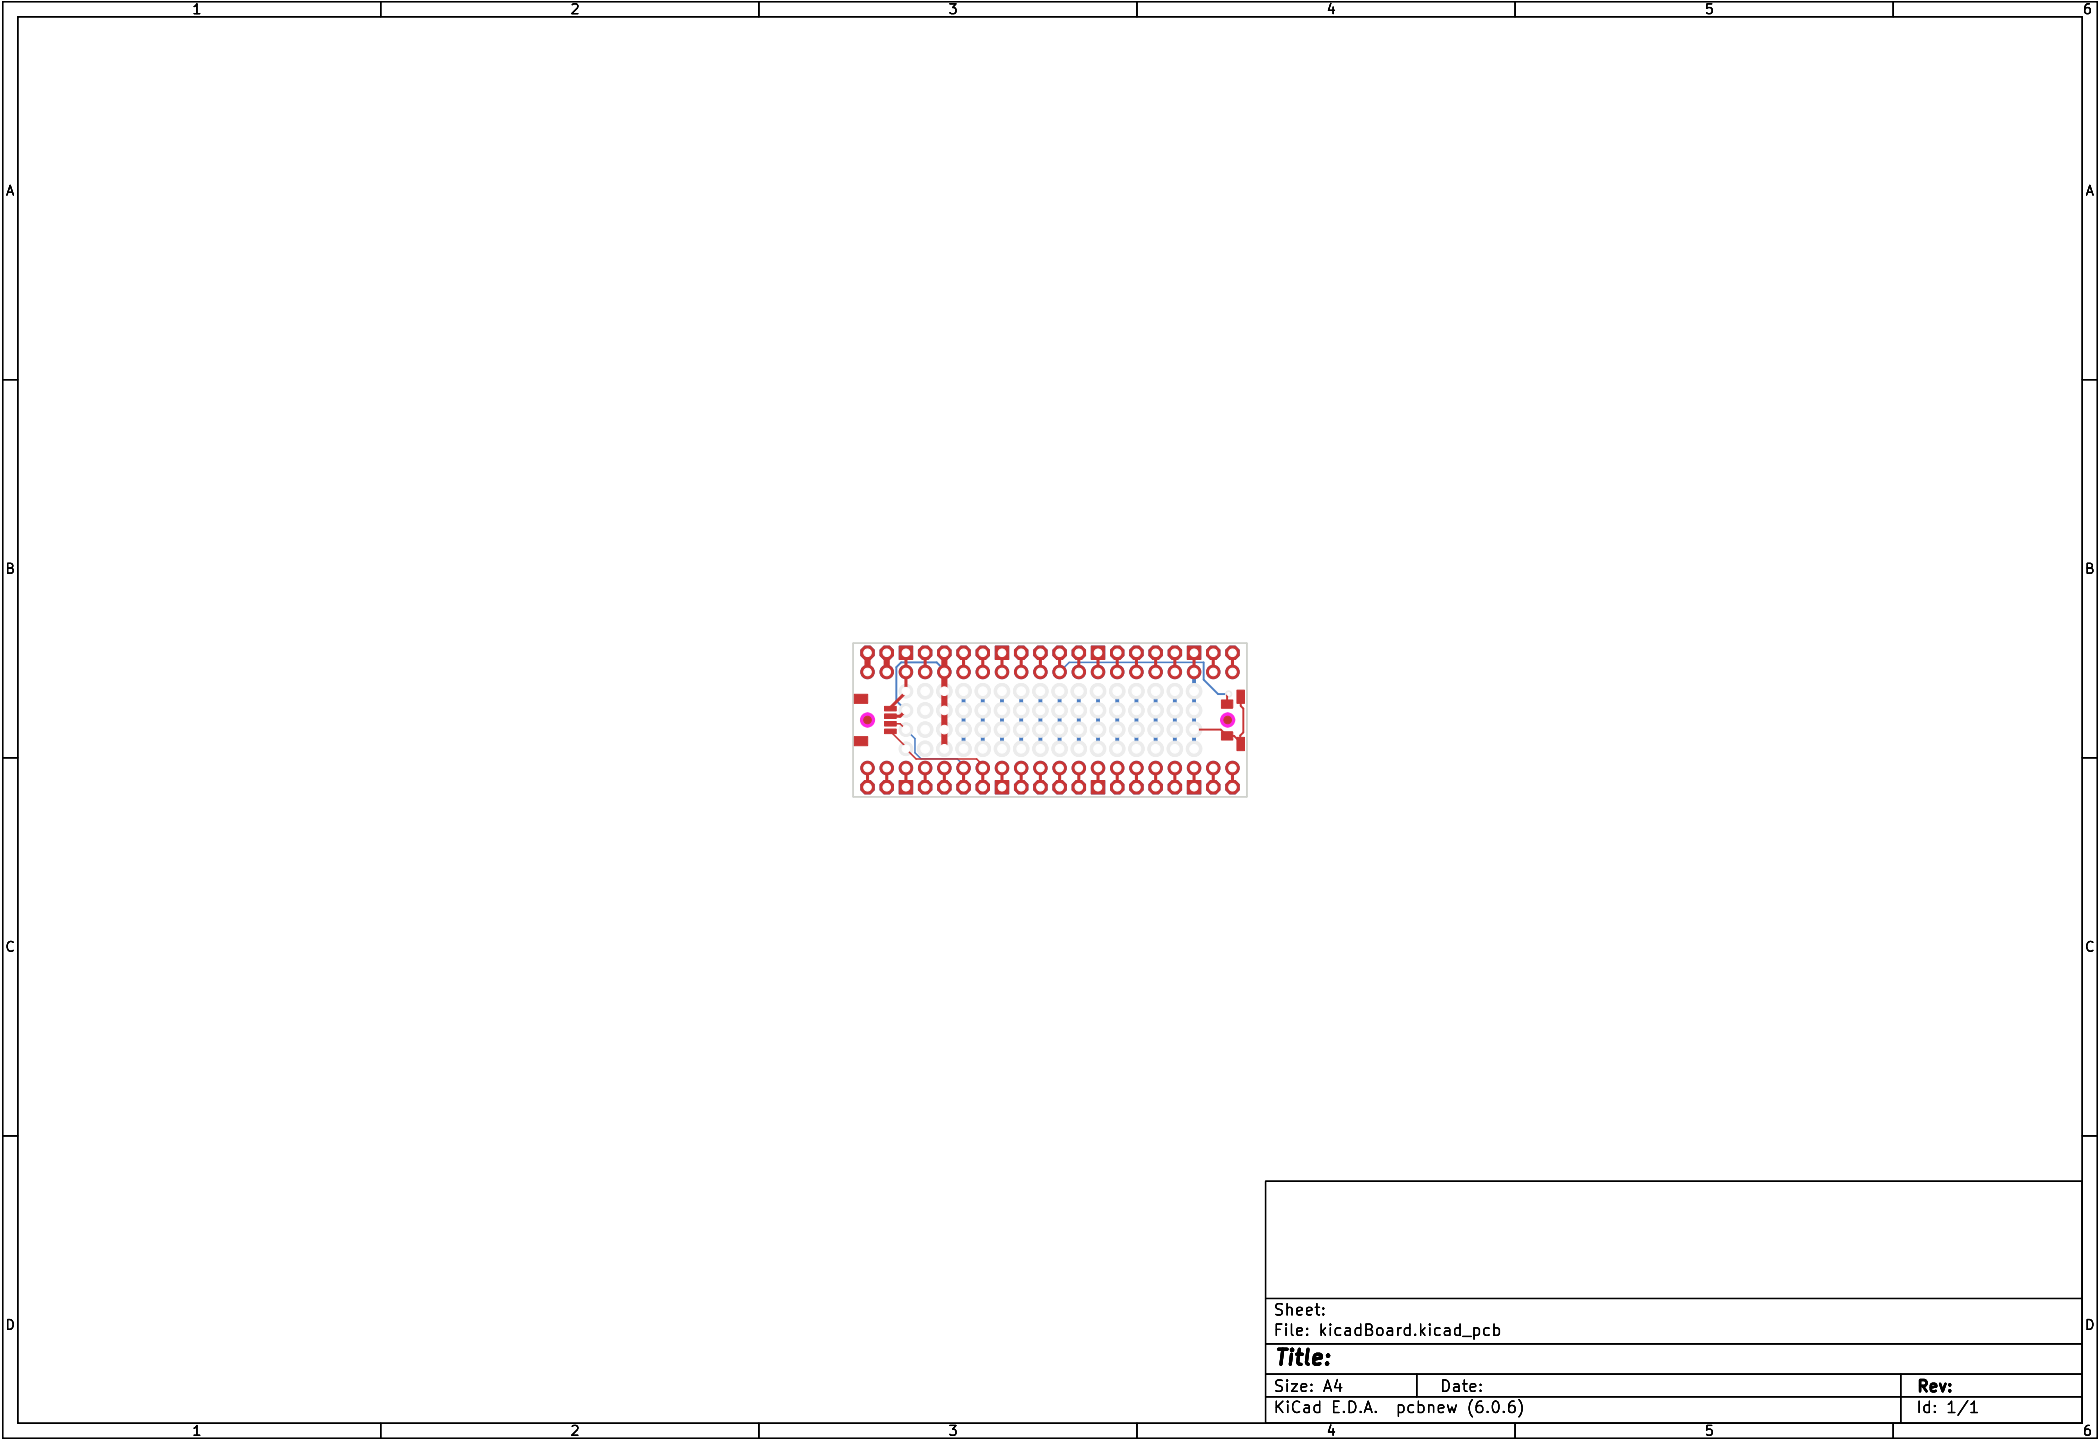 1 2 3 4 5 6
A A
B B
C C
D D
Sheet:
File: kicadBoard.kicad_pcb
Title:
Size: A4 Date: Rev:
KiCad E.D.A. pcbnew (6.0.6) Id: 1/1
1 2 3 4 5 6